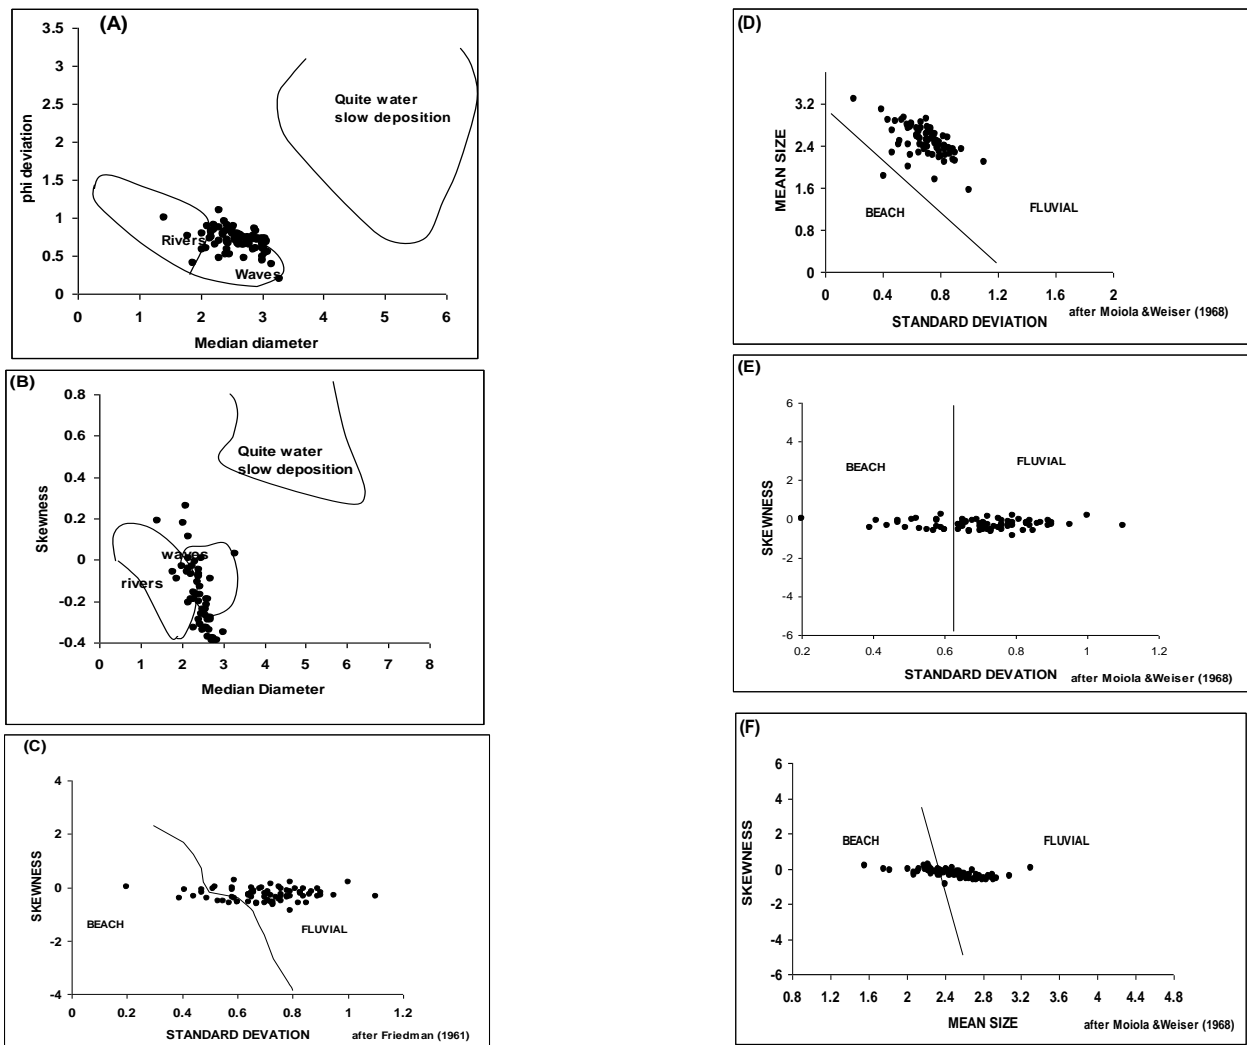 (A)
3.5
3
2.5
2
1.5
1
0.5
0
phi deviation
Quite water
slow deposition
Rivers
Waves
0 1 2 3 4 5 6
Median diameter
(B)
0.8
0.6
0.4
0.2
0
-0.2
-0.4
Skewness
Quite water
slow deposition
waves
rivers
0 1 2 3 4 5 6 7 8
Median Diameter
(C)
4
2
0
-2
-4
SKEWNESS
BEACH
FLUVIAL
0 0.2 0.4 0.6 0.8 1 1.2
STANDARD DEVATION
after Friedman (1961)
(D)
3.2
2.4
1.6
0.8
0
MEAN SIZE
BEACH
FLUVIAL
0 0.4 0.8 1.2 1.6 2
STANDARD DEVIATION
after Moiola &Weiser (1968)
(E)
6
4
2
0
-2
-4
-6
SKEWNESS
BEACH
FLUVIAL
0.2 0.4 0.6 0.8 1 1.2
STANDARD DEVATION
after Moiola &Weiser (1968)
(F)
6
4
2
0
-2
-4
-6
SKEWNESS
BEACH
FLUVIAL
0.8 1.2 1.6 2 2.4 2.8 3.2 3.6 4 4.4 4.8
MEAN SIZE
after Moiola &Weiser (1968)